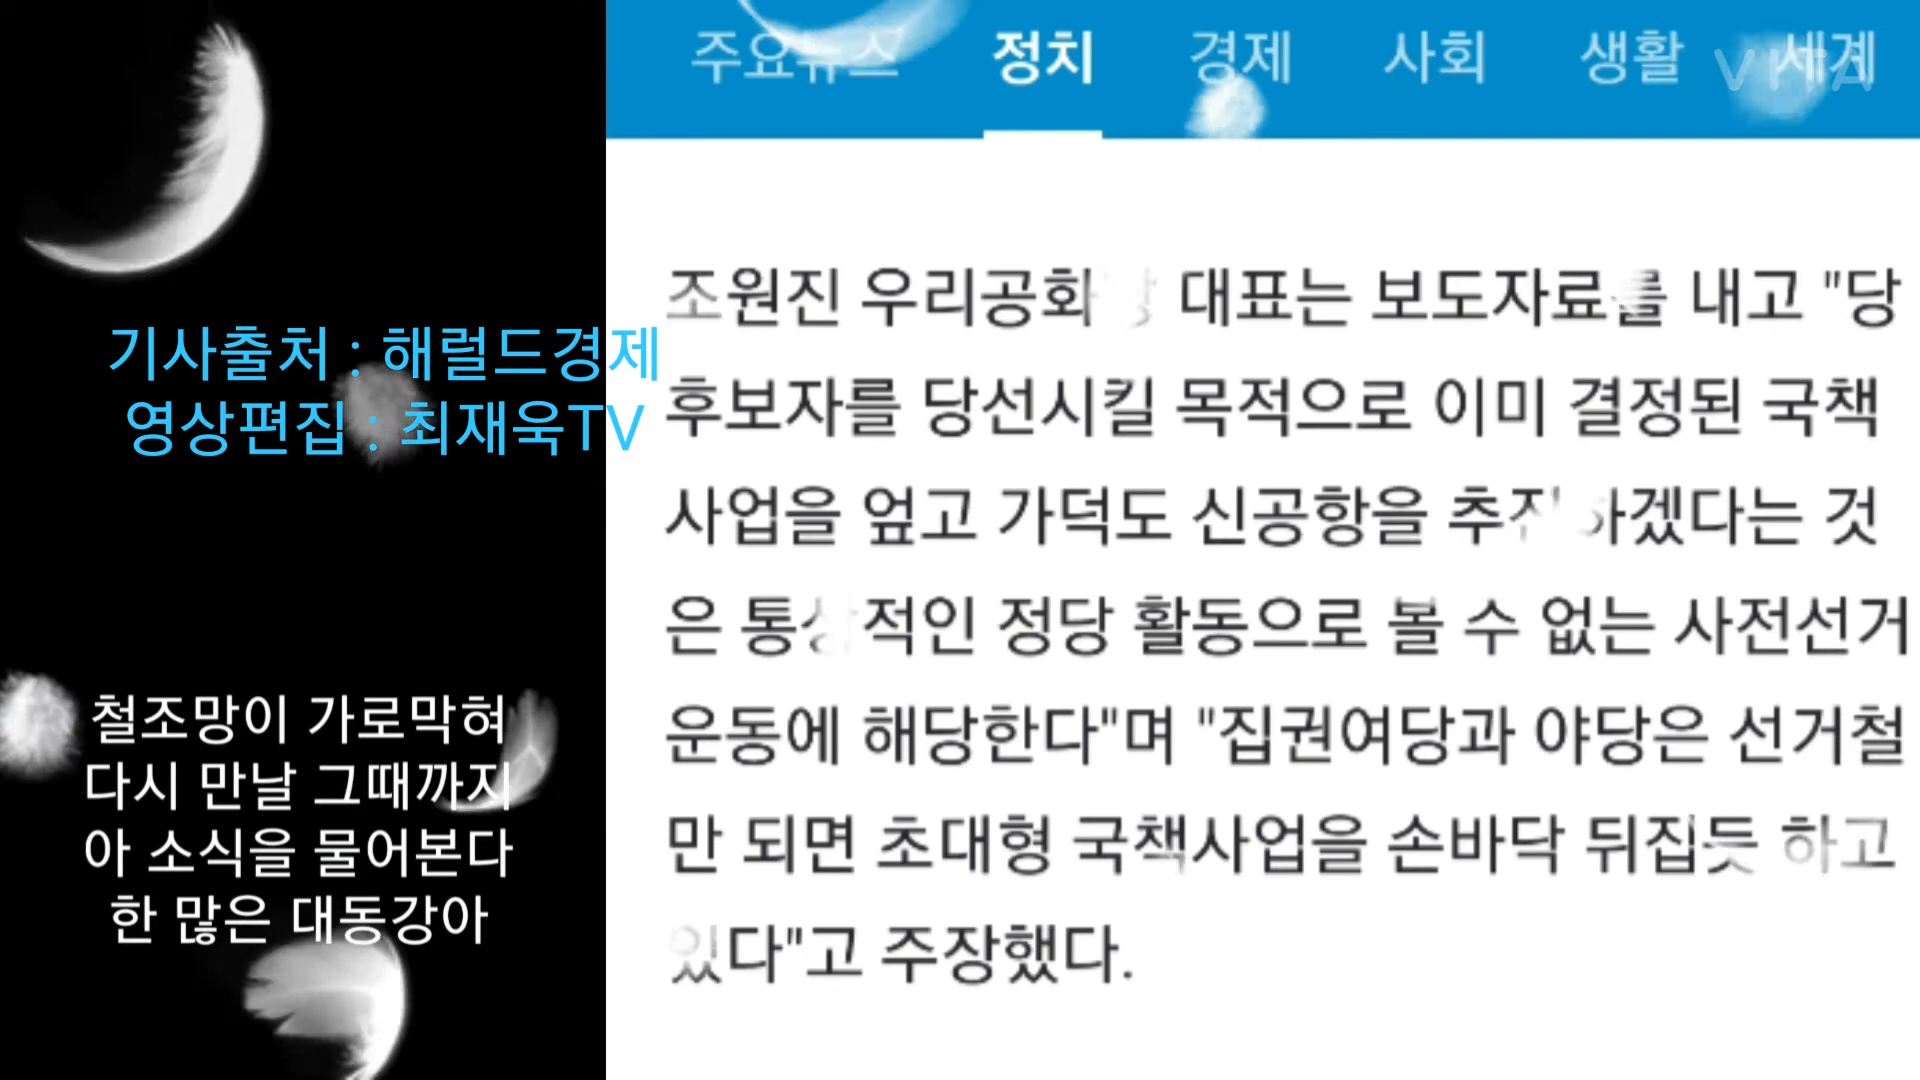 주요뉴스 정치 경제 사회 생활 세계
VITA
기사출처 : 해럴드경제
영상편집 : 최재욱TV
철조망이 가로막혀
다시 만날 그때까지
아 소식을 물어본다
한 많은 대동강아
조원진 우리공화당 대표는 보도자료를 내고 "당
후보자를 당선시킬 목적으로 이미 결정된 국책
사업을 엎고 가덕도 신공항을 추진하겠다는 것
은 통상적인 정당 활동으로 볼 수 없는 사전선거
운동에 해당한다"며 "집권여당과 야당은 선거철
만 되면 초대형 국책사업을 손바닥 뒤집듯 하고
있다"고 주장했다.